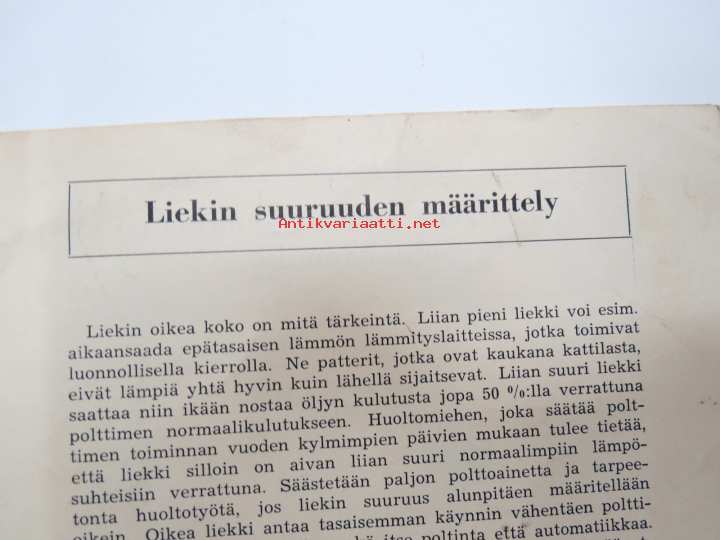 Liekin suuruuden määrittely
Antikvariaatti.net
Liekin oikea koko on mitä tärkeintä. Liian pieni liekki voi esim.
aikaansaada epätasaisen lämmön lämmityslaitteissa, jotka toimivat
luonnollisella kierrolla. Ne patterit, jotka ovat kaukana kattilasta,
eivät lämpiä yhtä hyvin kuin lähellä sijaitsevat. Liian suuri liekki
saattaa niin ikään nostaa öljyn kulutusta jopa 50 %:lla verrattuna
polttimen normaalikulutukseen. Huoltomiehen, joka säätää polt-
timen toiminnan vuoden kylmimpien päivien mukaan tulee tietää,
että liekki silloin on aivan liian suuri normaalimpiin lämpö-
suhteisiin verrattuna. Säästetään paljon polttoainetta ja tarpee-
tonta huoltotyötä, jos liekin suuruus alunpitäen määritellään
oikein. Oikea liekki antaa tasaisemman käynnin vähentäen poltti-
itse poltinta että automatiikkaa.